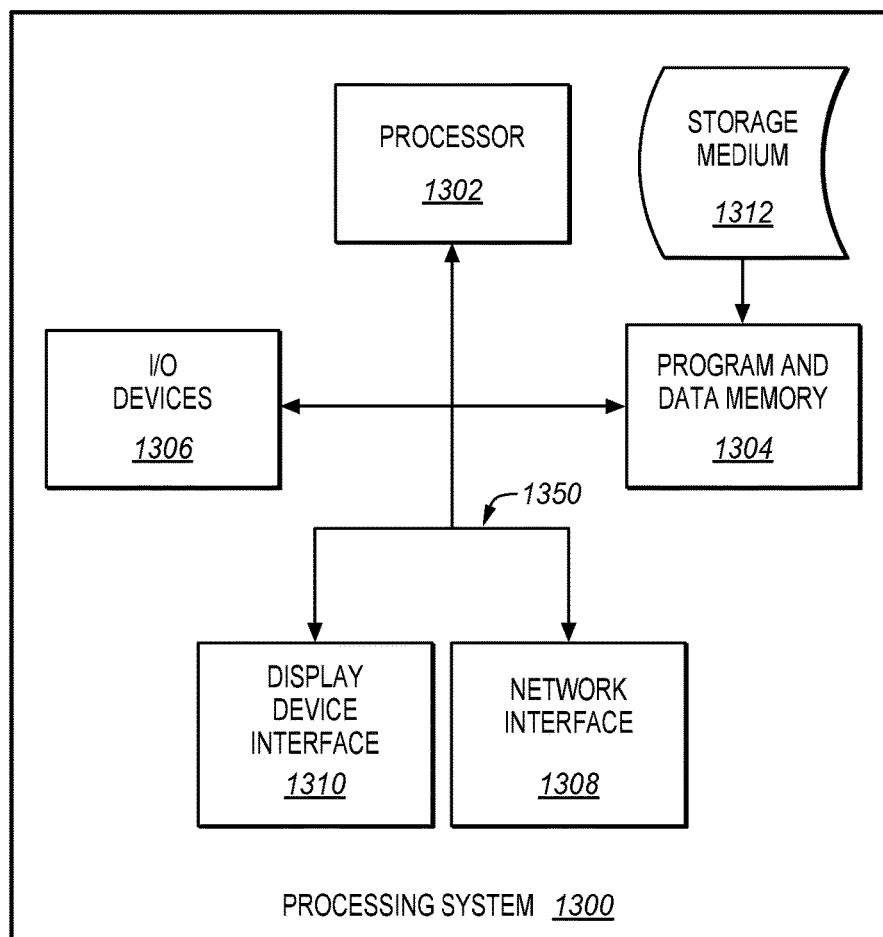 PROCESSOR
1302
STORAGE
MEDIUM
1312
I/O
DEVICES
1306
PROGRAM AND
DATA MEMORY
1304
1350
DISPLAY
DEVICE
INTERFACE
1310
NETWORK
INTERFACE
1308
PROCESSING SYSTEM 1300